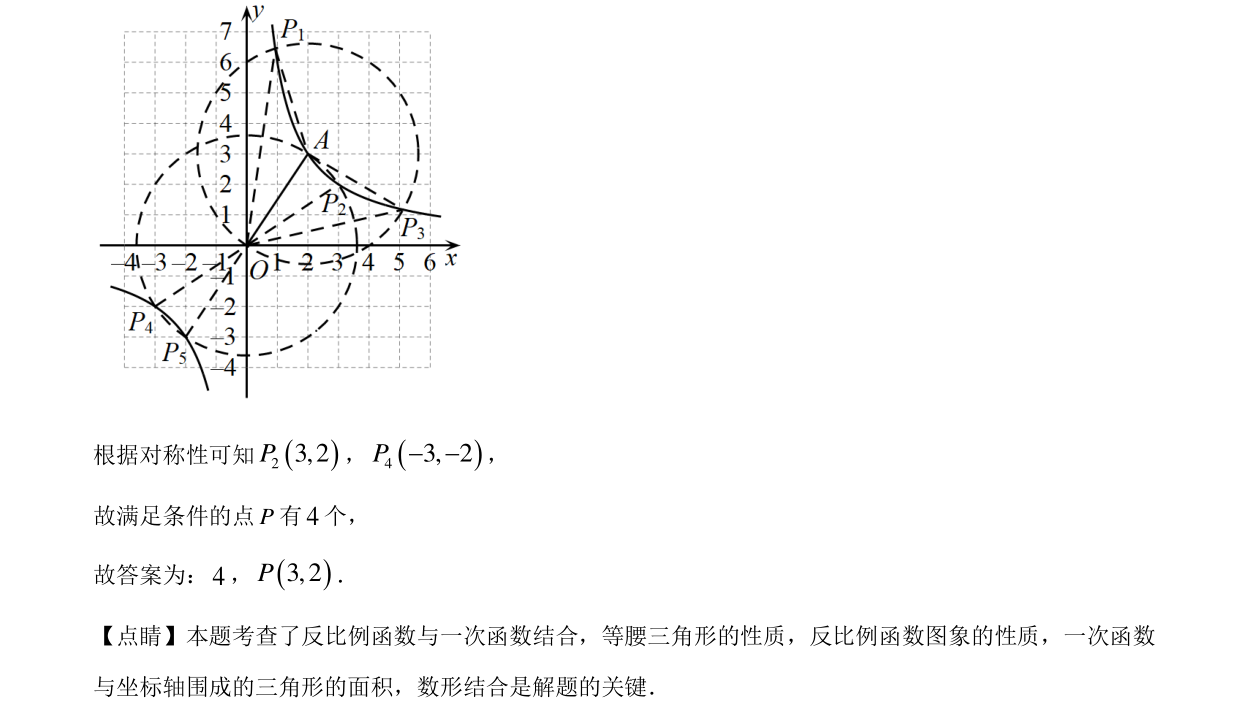 y
7
P₁
6
5
4
A
3
2
P₂
1
P₃
–4 –3 –2 –1 O 1 2 3 4 5 6 x
–1
–2
P₄
–3
P₅
–4
根据对称性可知 P₂(3,2)，P₄(−3,−2)，
故满足条件的点 P 有 4 个，
故答案为：4，P(3,2)．
【点睛】本题考查了反比例函数与一次函数结合，等腰三角形的性质，反比例函数图象的性质，一次函数
与坐标轴围成的三角形的面积，数形结合是解题的关键．